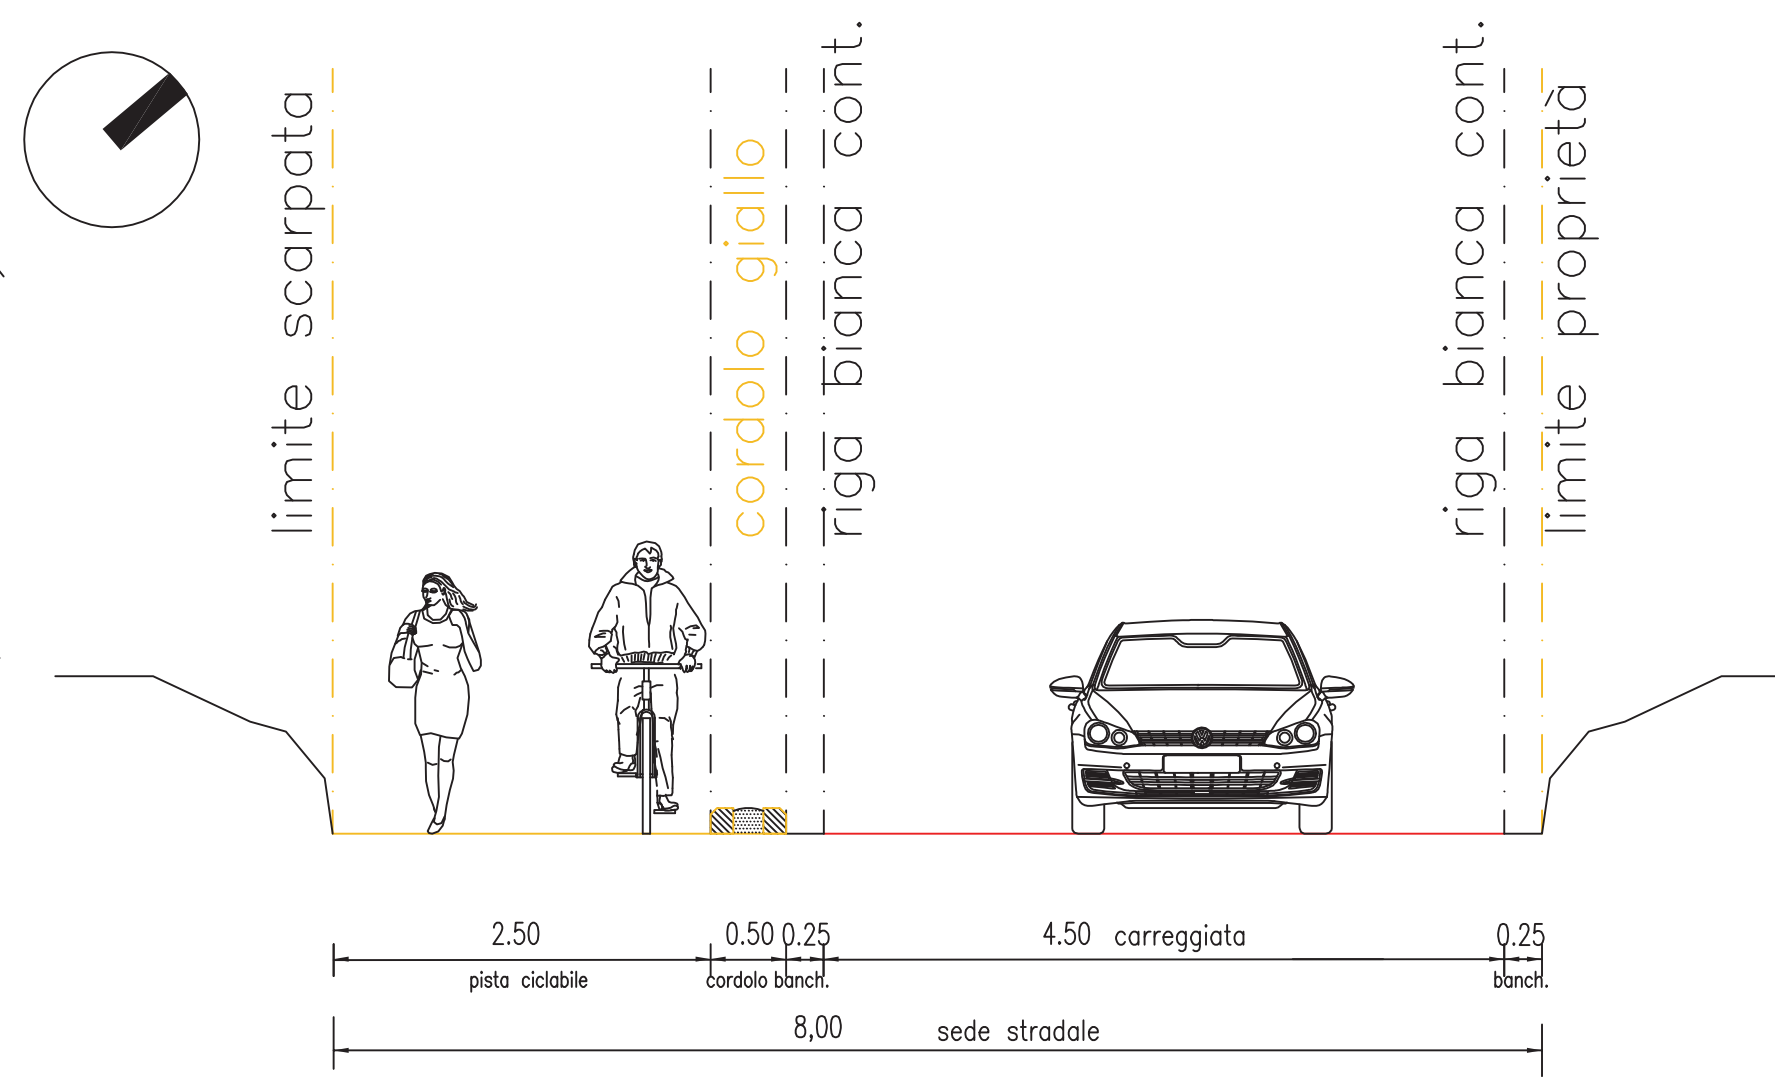 limite scarpata
cordolo giallo
riga bianca cont.
riga bianca cont.
limite proprietà
2.50
0.50
0.25
4.50 carreggiata
0.25
pista ciclabile
cordolo
banch.
banch.
8,00 sede stradale